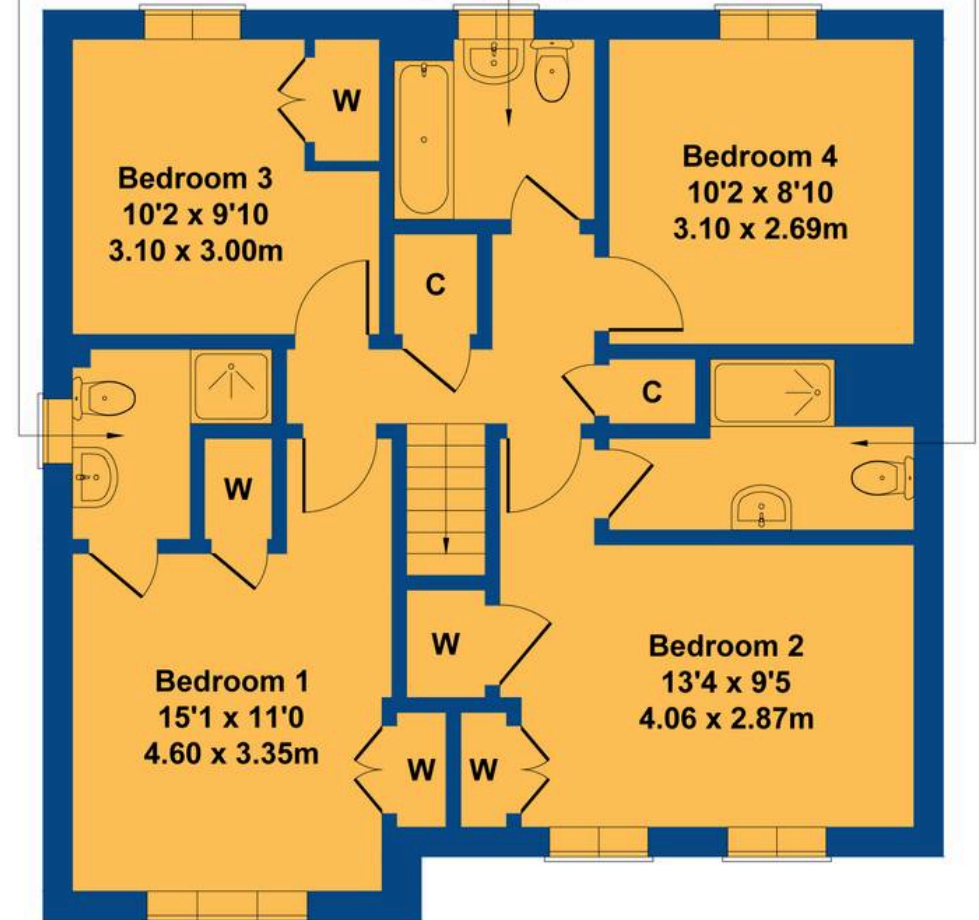 W
Bedroom 3
10'2 x 9'10
3.10 x 3.00m
Bedroom 4
10'2 x 8'10
3.10 x 2.69m
C
C
W
W
Bedroom 1
15'1 x 11'0
4.60 x 3.35m
Bedroom 2
13'4 x 9'5
4.06 x 2.87m
W
W